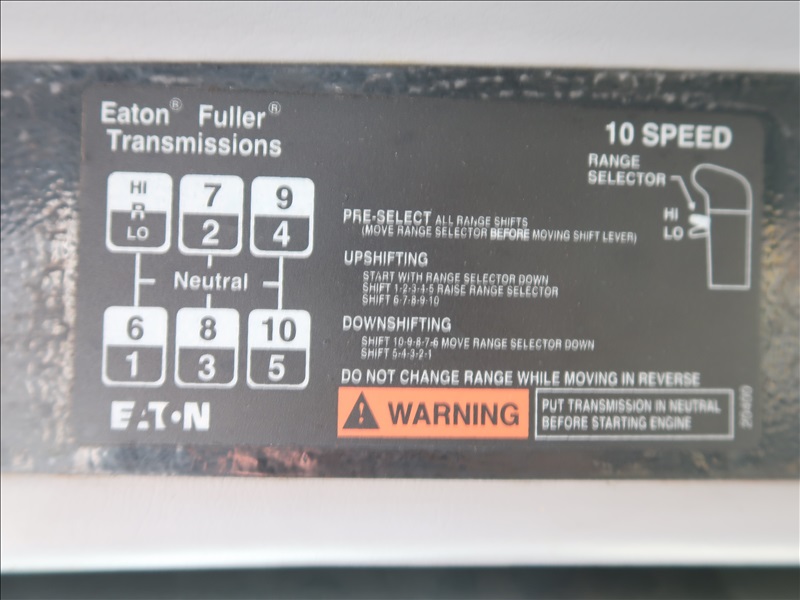 Eaton® Fuller®
Transmissions
10 SPEED
RANGE
SELECTOR
HI
LO
HI 7 9
R 2 4
LO
Neutral
6 8 10
1 3 5
EATON
PRE-SELECT ALL RANGE SHIFTS
(MOVE RANGE SELECTOR BEFORE MOVING SHIFT LEVER)
UPSHIFTING
START WITH RANGE SELECTOR DOWN
SHIFT 1-2-3-4-5 RAISE RANGE SELECTOR
SHIFT 6-7-8-9-10
DOWNSHIFTING
SHIFT 10-9-8-7-6 MOVE RANGE SELECTOR DOWN
SHIFT 5-4-3-2-1
DO NOT CHANGE RANGE WHILE MOVING IN REVERSE
WARNING
PUT TRANSMISSION IN NEUTRAL
BEFORE STARTING ENGINE
20400